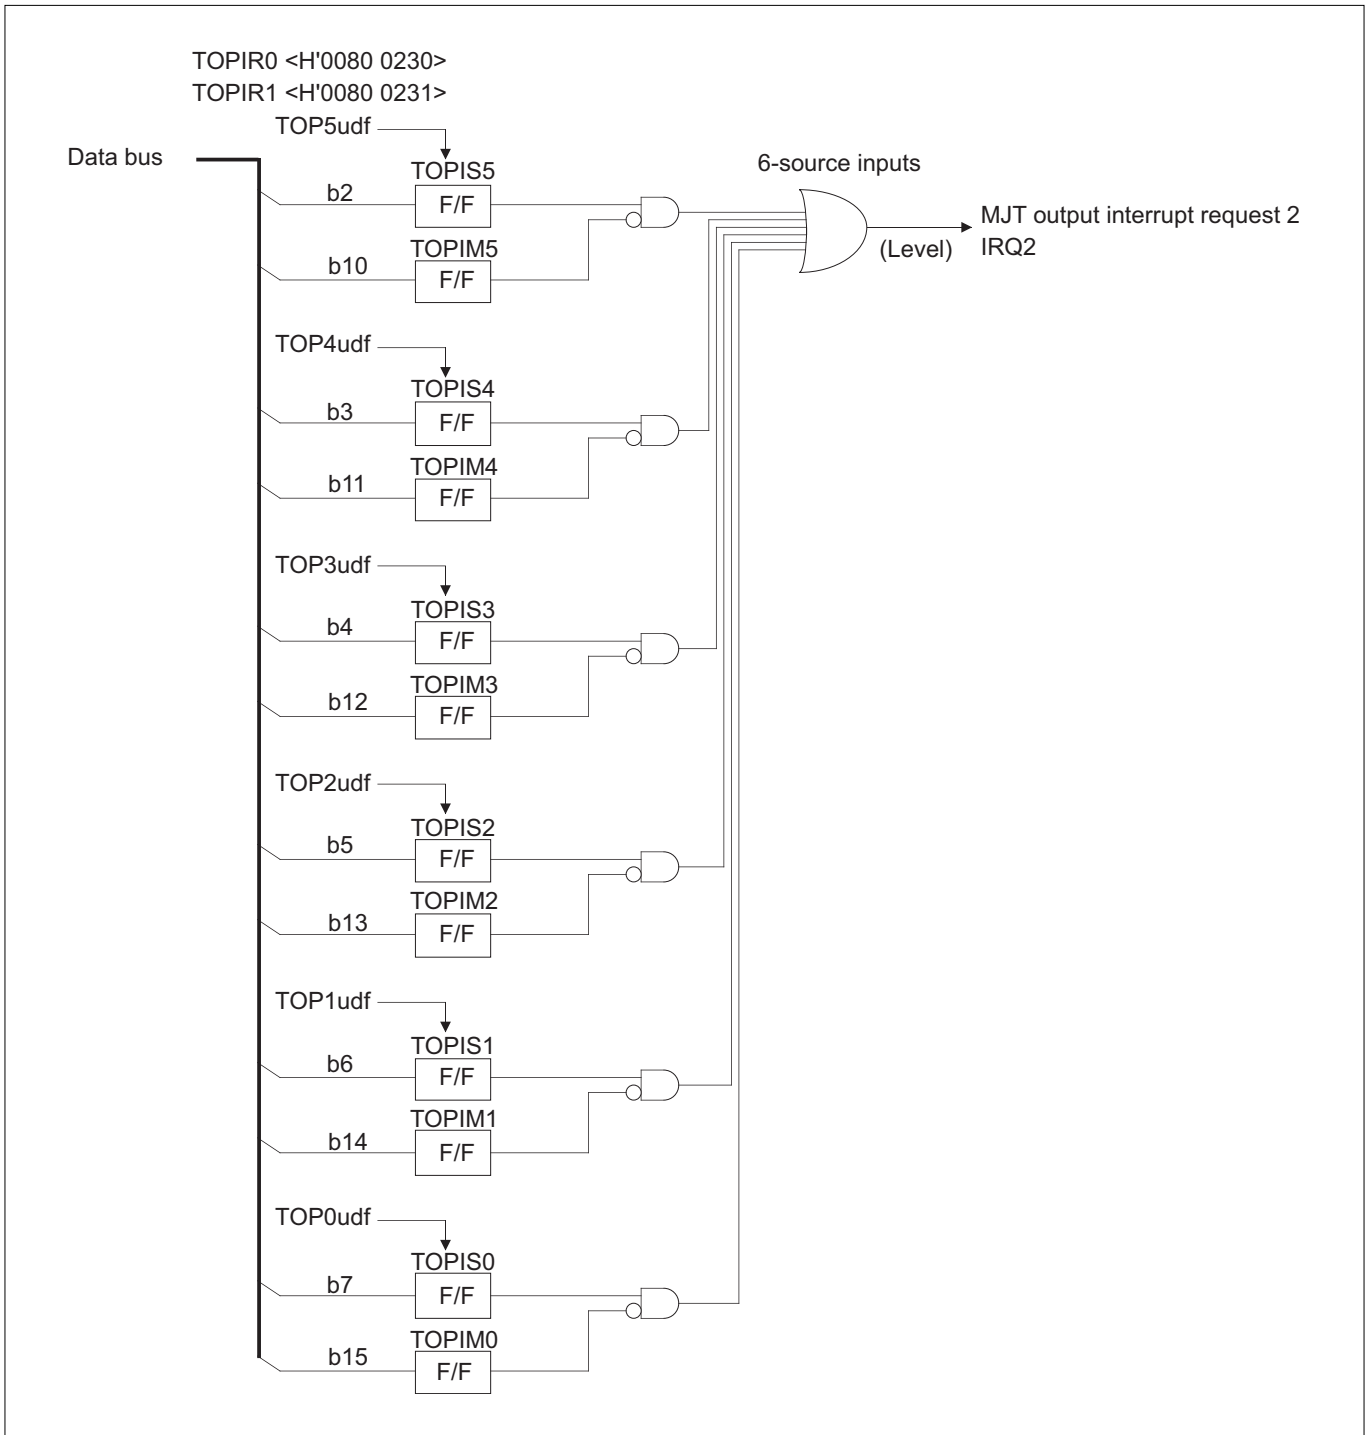 TOPIR0 <H'0080 0230>
TOPIR1 <H'0080 0231>
TOP5udf
Data bus
TOPIS5
6-source inputs
b2
F/F
MJT output interrupt request 2
(Level)
IRQ2
TOPIM5
b10
F/F
TOP4udf
TOPIS4
b3
F/F
TOPIM4
b11
F/F
TOP3udf
TOPIS3
b4
F/F
TOPIM3
b12
F/F
TOP2udf
TOPIS2
b5
F/F
TOPIM2
b13
F/F
TOP1udf
TOPIS1
b6
F/F
TOPIM1
b14
F/F
TOP0udf
TOPIS0
b7
F/F
TOPIM0
b15
F/F